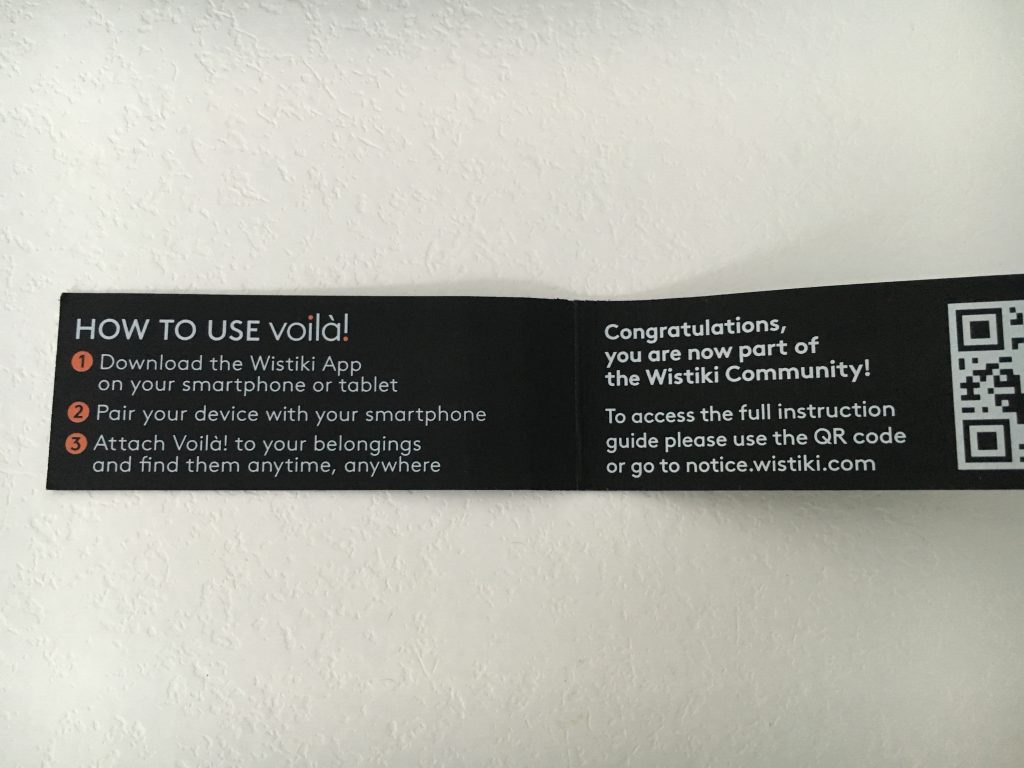 HOW TO USE voilà!
1 Download the Wistiki App
on your smartphone or tablet
2 Pair your device with your smartphone
3 Attach Voilà! to your belongings
and find them anytime, anywhere
Congratulations,
you are now part of
the Wistiki Community!
To access the full instruction
guide please use the QR code
or go to notice.wistiki.com